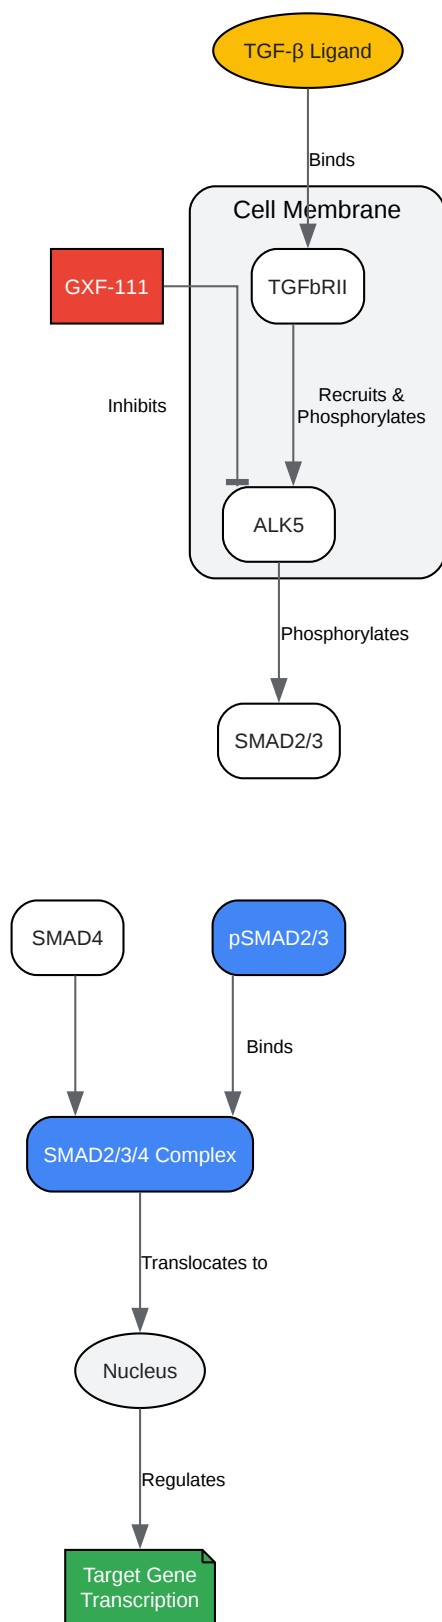 TGF-β Ligand
Binds
Cell Membrane
GXF-111
TGFbRII
Inhibits
Recruits &
Phosphorylates
ALK5
Phosphorylates
SMAD2/3
SMAD4
pSMAD2/3
Binds
SMAD2/3/4 Complex
Translocates to
Nucleus
Regulates
Target Gene
Transcription